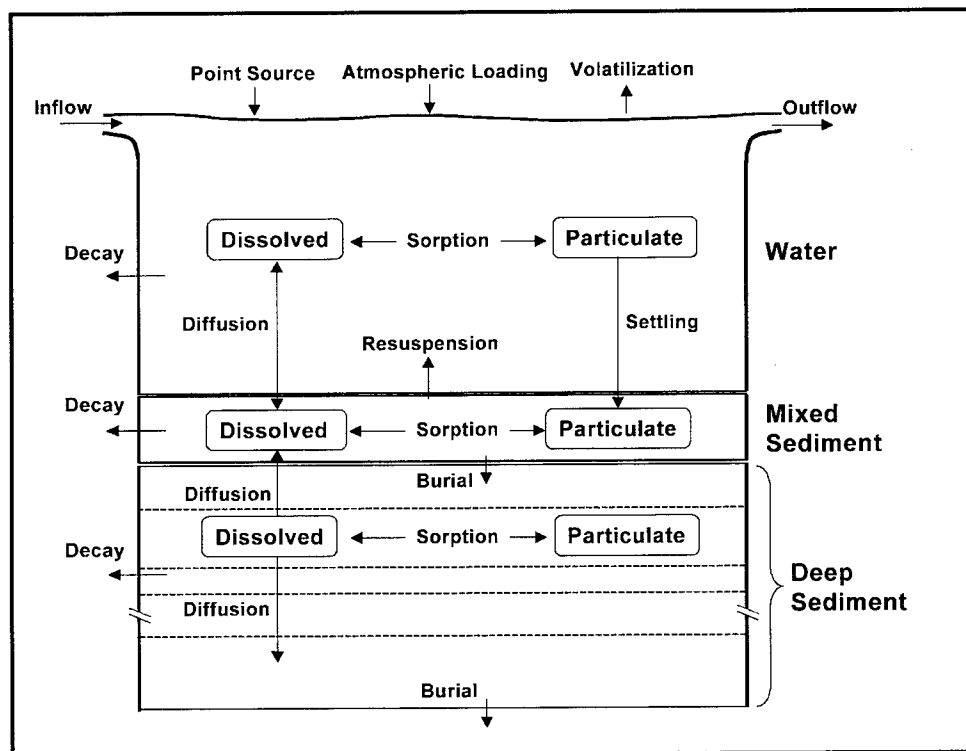 Point Source
Atmospheric Loading
Volatilization
Inflow
Outflow
Dissolved
Sorption
Particulate
Water
Decay
Diffusion
Settling
Resuspension
Decay
Dissolved
Sorption
Particulate
Mixed
Sediment
Burial
Diffusion
Dissolved
Sorption
Particulate
Decay
Deep
Sediment
Diffusion
Burial